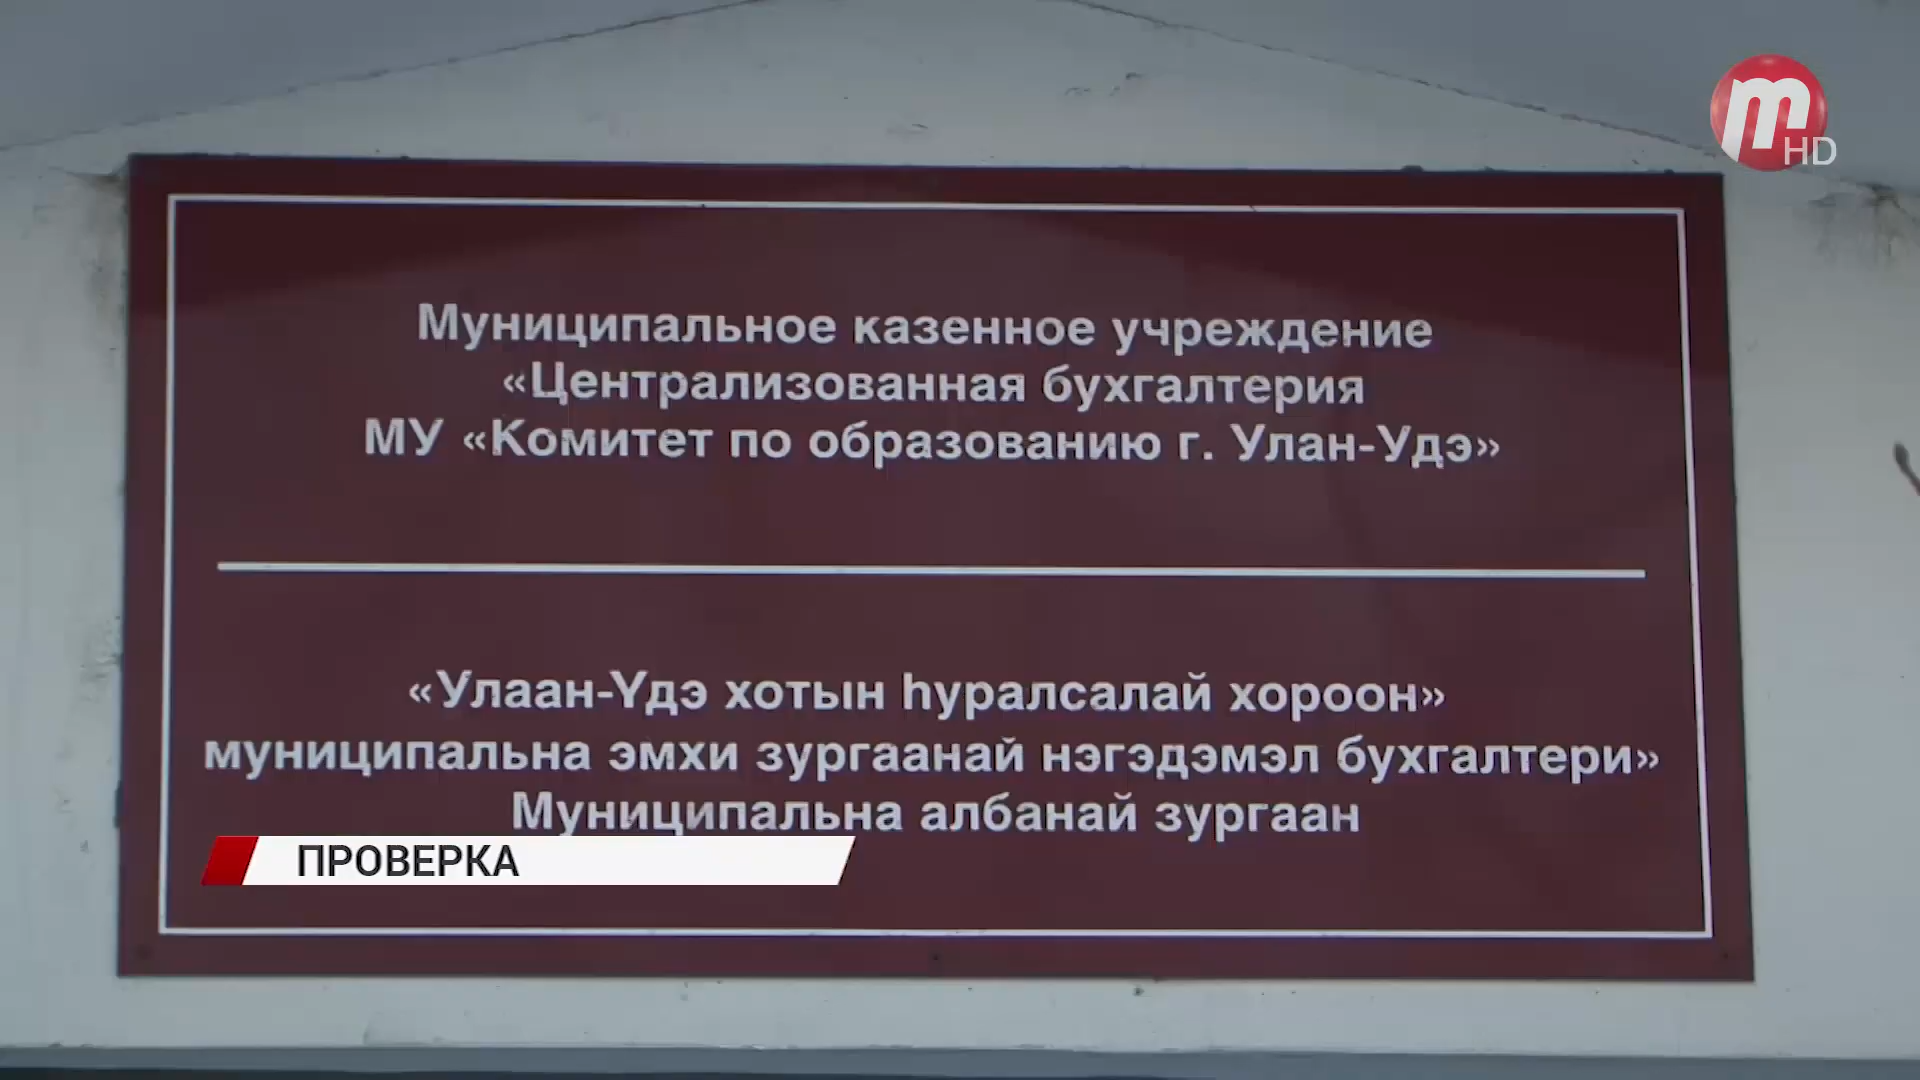 m HD
Муниципальное казенное учреждение
«Централизованная бухгалтерия
МУ «Комитет по образованию г. Улан-Удэ»
«Улаан-Үдэ хотын һуралсалай хороон»
муниципальна эмхи зургаанай нэгэдэмэл бухгалтери»
Муниципальна албанай зургаан
ПРОВЕРКА